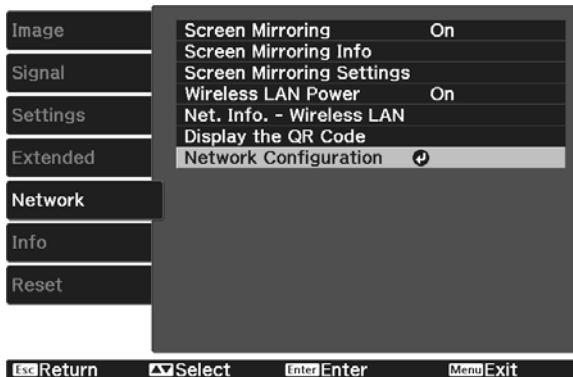 Image
Signal
Settings
Extended
Network
Info
Reset
Screen Mirroring On
Screen Mirroring Info
Screen Mirroring Settings
Wireless LAN Power On
Net. Info. - Wireless LAN
Display the QR Code
Network Configuration
Esc Return Select Enter Enter Menu Exit